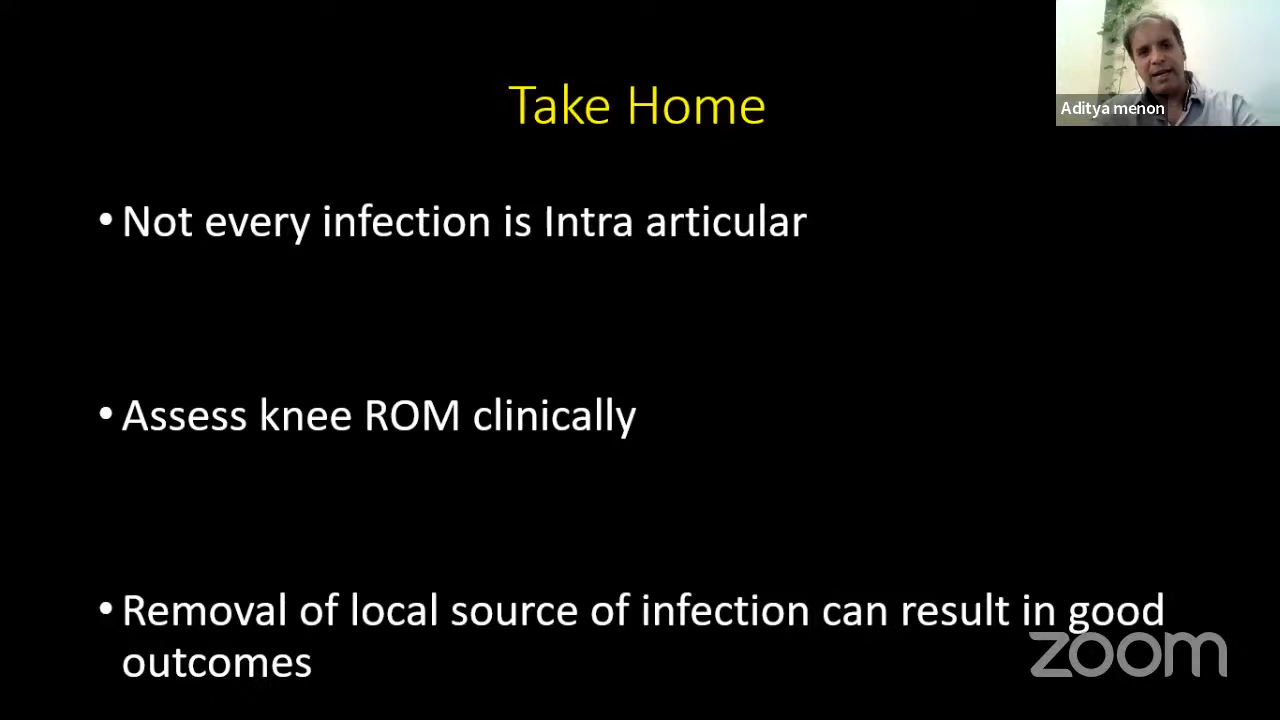 Aditya menon
Take Home
• Not every infection is Intra articular
• Assess knee ROM clinically
• Removal of local source of infection can result in good
outcomes
zoom